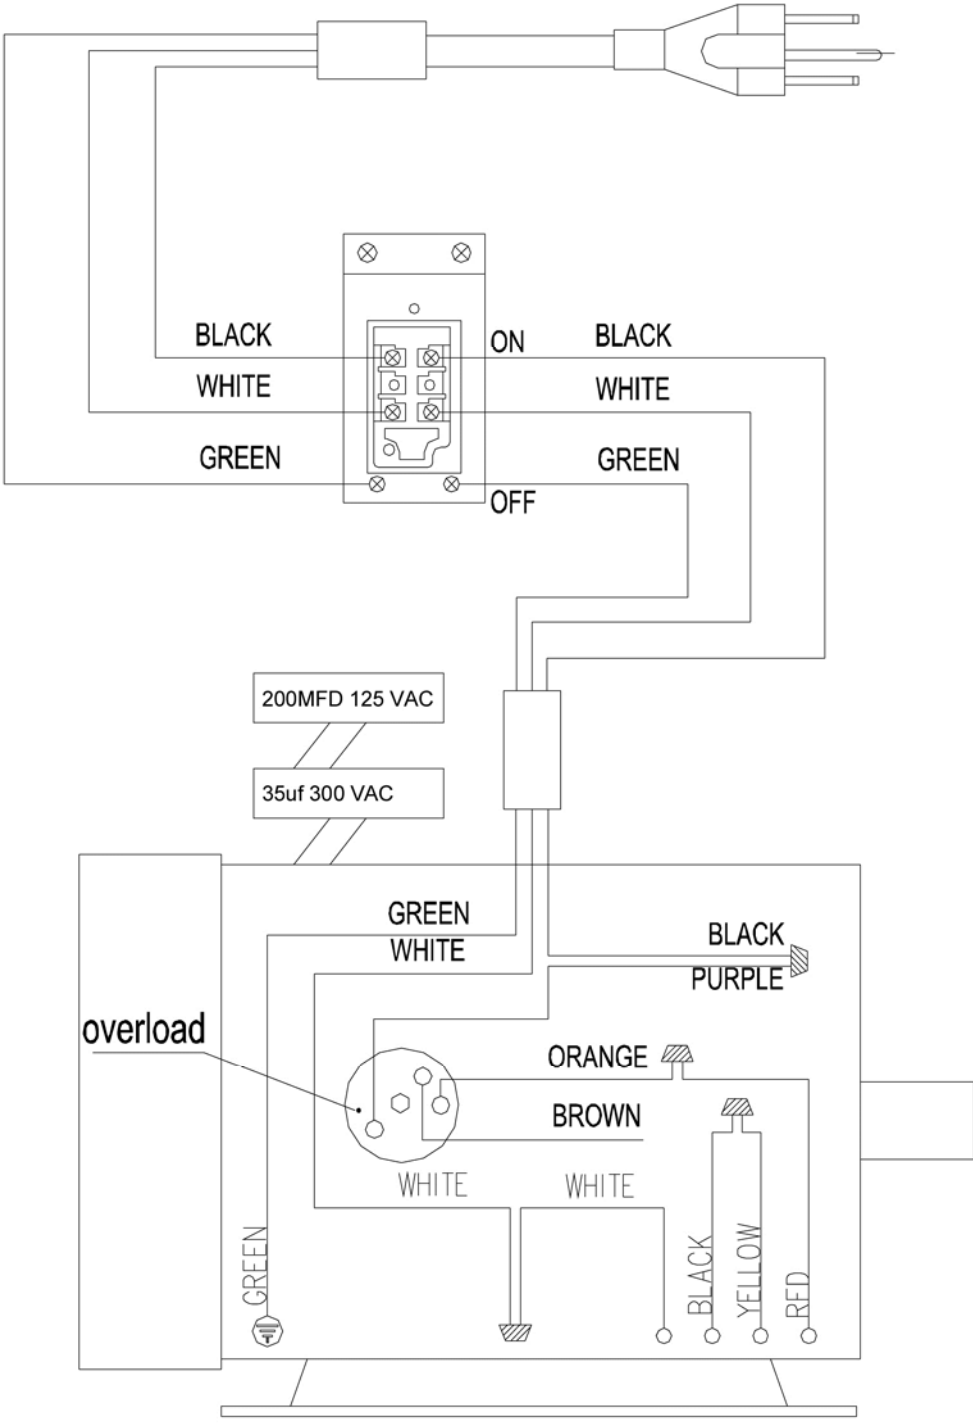 BLACK
ON
BLACK
WHITE
WHITE
GREEN
GREEN
OFF
200MFD 125 VAC
35uf 300 VAC
GREEN
WHITE
BLACK
PURPLE
overload
ORANGE
BROWN
WHITE
WHITE
GREEN
BLACK
YELLOW
RED